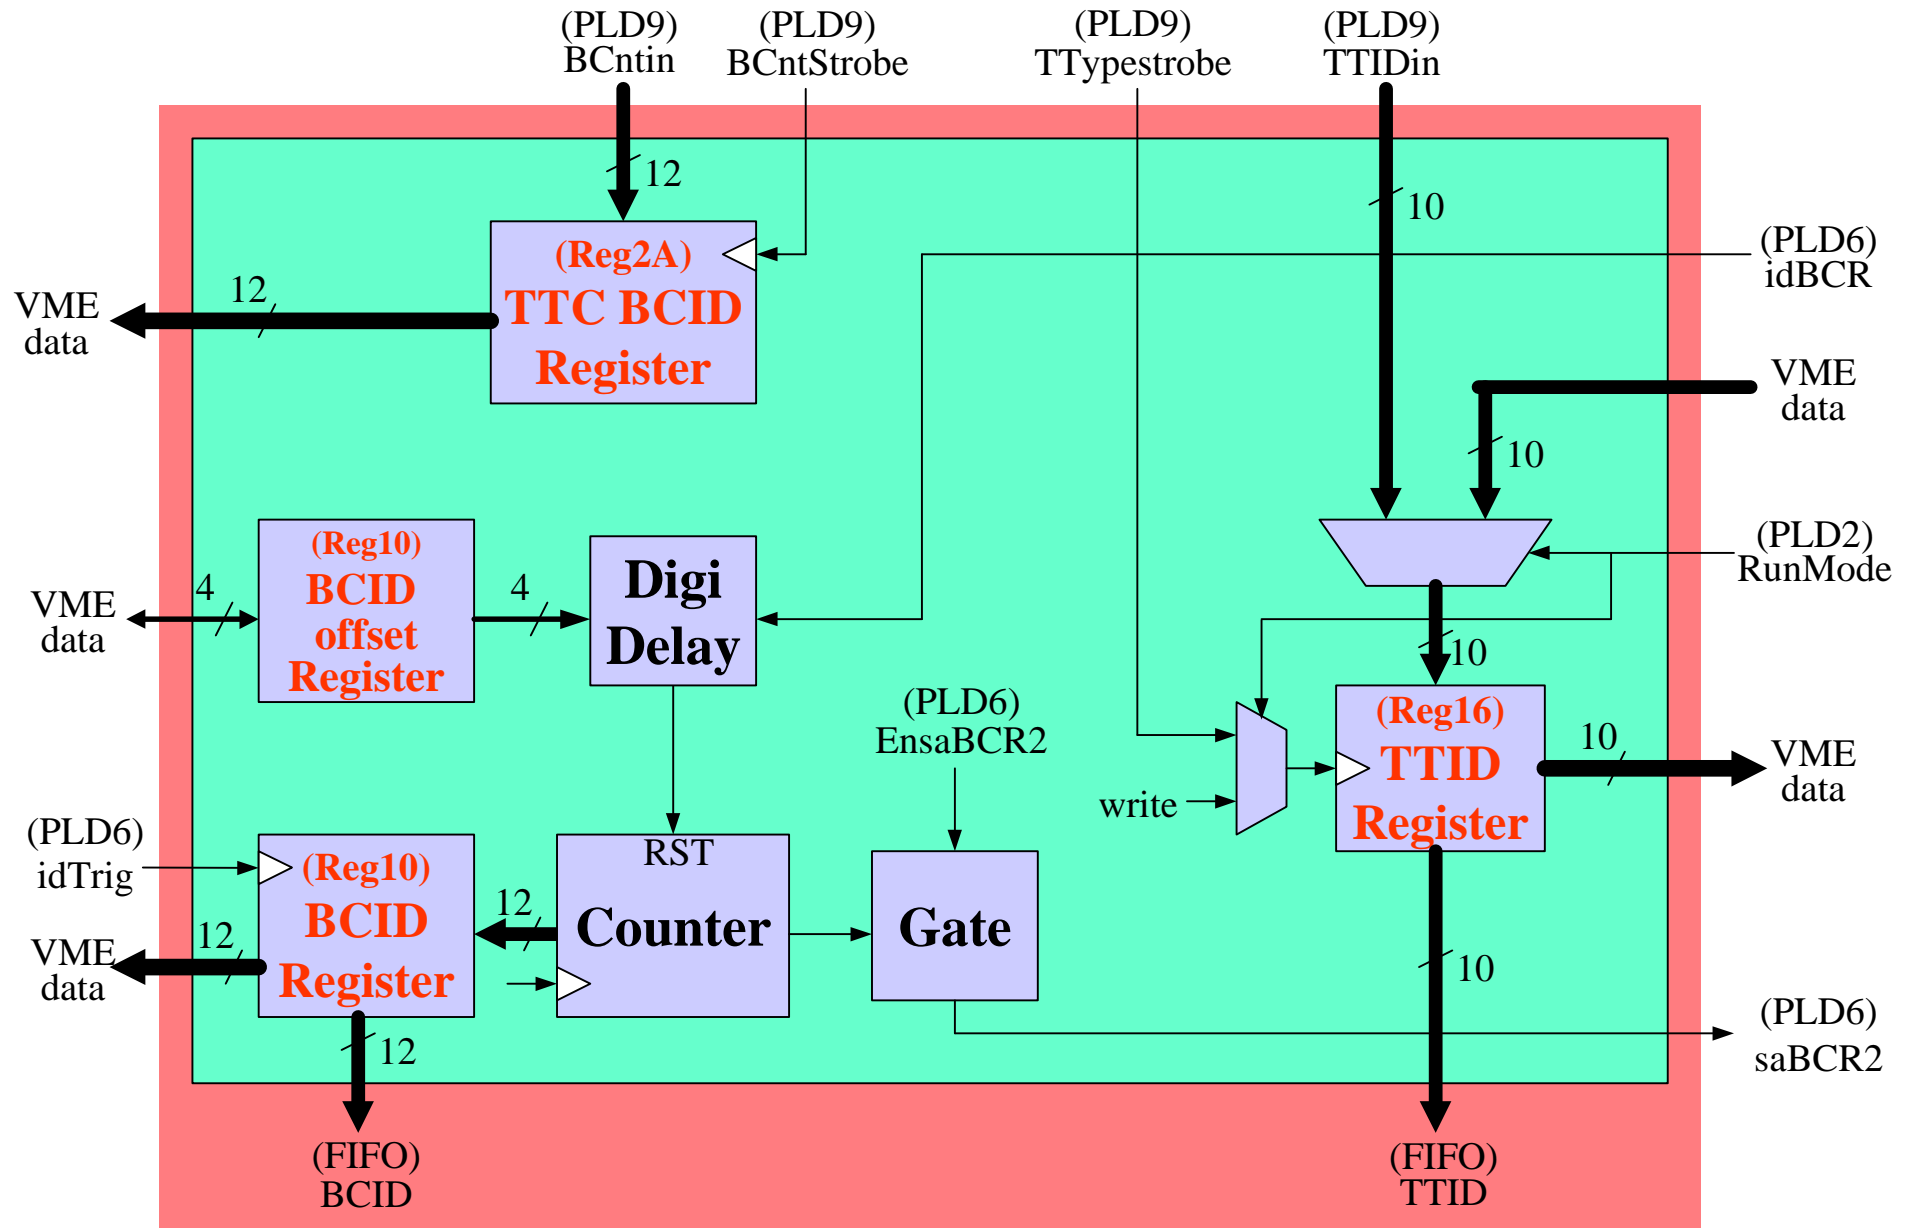 (PLD9)
BCntin
(PLD9)
BCntStrobe
(PLD9)
TTypestrobe
(PLD9)
TTIDin
12
10
(Reg2A)
TTC BCID
Register
12
VME
data
(PLD6)
idBCR
VME
data
10
(Reg10)
BCID
offset
Register
4
4
VME
data
Digi
Delay
(PLD2)
RunMode
10
(PLD6)
EnsaBCR2
(Reg16)
TTID
Register
10
VME
data
write
(PLD6)
idTrig
(Reg10)
BCID
Register
12
RST
Counter
Gate
12
VME
data
10
12
(PLD6)
saBCR2
(FIFO)
BCID
(FIFO)
TTID